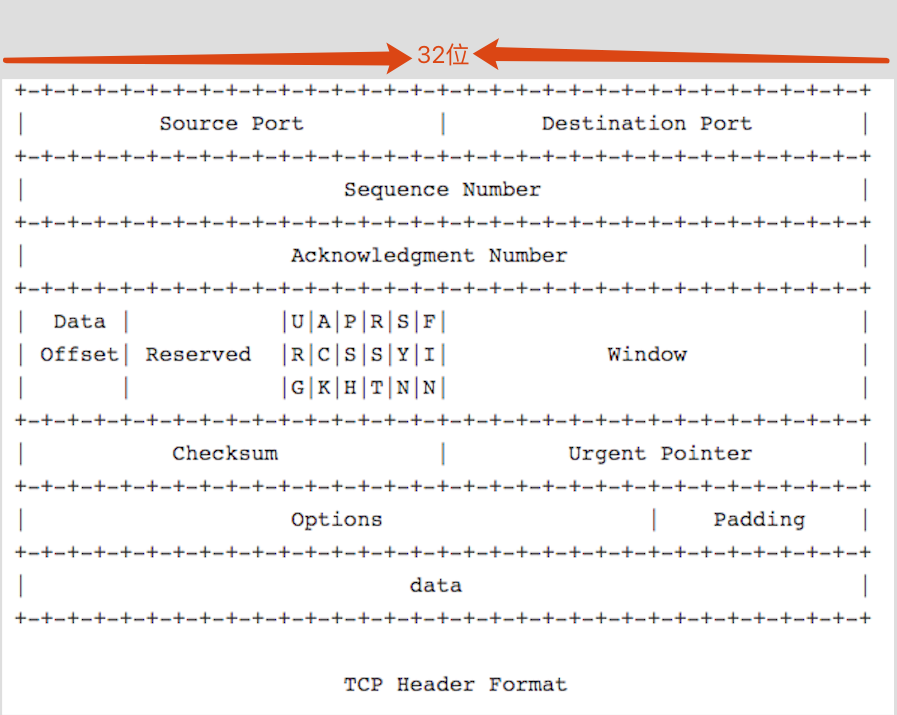 32位
+-+-+-+-+-+-+-+-+-+-+-+-+-+-+-+-+-+-+-+-+-+-+-+-+-+-+-+-+-+-+-+-+
|          Source Port          |       Destination Port        |
+-+-+-+-+-+-+-+-+-+-+-+-+-+-+-+-+-+-+-+-+-+-+-+-+-+-+-+-+-+-+-+-+
|                        Sequence Number                        |
+-+-+-+-+-+-+-+-+-+-+-+-+-+-+-+-+-+-+-+-+-+-+-+-+-+-+-+-+-+-+-+-+
|                    Acknowledgment Number                      |
+-+-+-+-+-+-+-+-+-+-+-+-+-+-+-+-+-+-+-+-+-+-+-+-+-+-+-+-+-+-+-+-+
|  Data |           |U|A|P|R|S|F|                               |
| Offset| Reserved  |R|C|S|S|Y|I|            Window             |
|       |           |G|K|H|T|N|N|                               |
+-+-+-+-+-+-+-+-+-+-+-+-+-+-+-+-+-+-+-+-+-+-+-+-+-+-+-+-+-+-+-+-+
|           Checksum            |         Urgent Pointer        |
+-+-+-+-+-+-+-+-+-+-+-+-+-+-+-+-+-+-+-+-+-+-+-+-+-+-+-+-+-+-+-+-+
|                    Options                    |    Padding    |
+-+-+-+-+-+-+-+-+-+-+-+-+-+-+-+-+-+-+-+-+-+-+-+-+-+-+-+-+-+-+-+-+
|                             data                              |
+-+-+-+-+-+-+-+-+-+-+-+-+-+-+-+-+-+-+-+-+-+-+-+-+-+-+-+-+-+-+-+-+
TCP Header Format